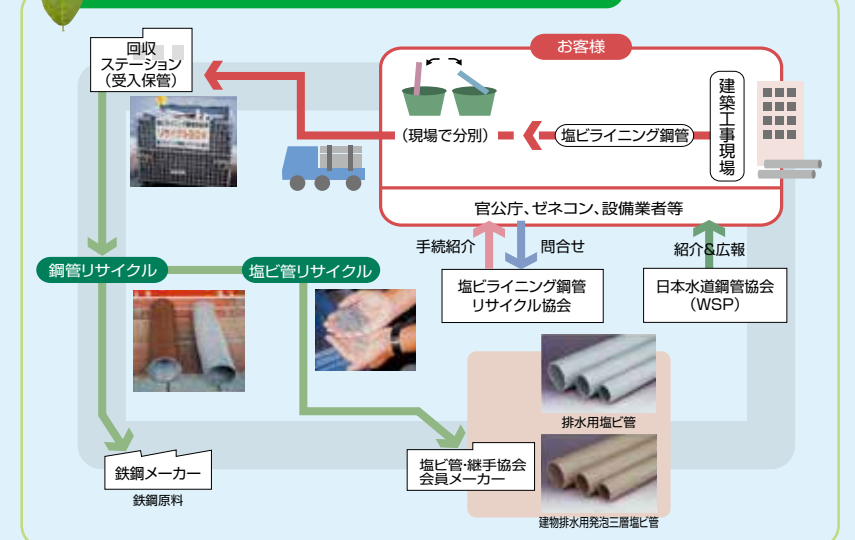 お客様
回収
ステーション
（受入保管）
（現場で分別）
塩ビライニング鋼管
建築工事現場
官公庁、ゼネコン、設備業者等
手続紹介
問合せ
紹介&広報
鋼管リサイクル
塩ビ管リサイクル
塩ビライニング鋼管
リサイクル協会
日本水道鋼管協会
（WSP）
排水用塩ビ管
鉄鋼メーカー
鉄鋼原料
塩ビ管・継手協会
会員メーカー
建物排水用発泡三層塩ビ管